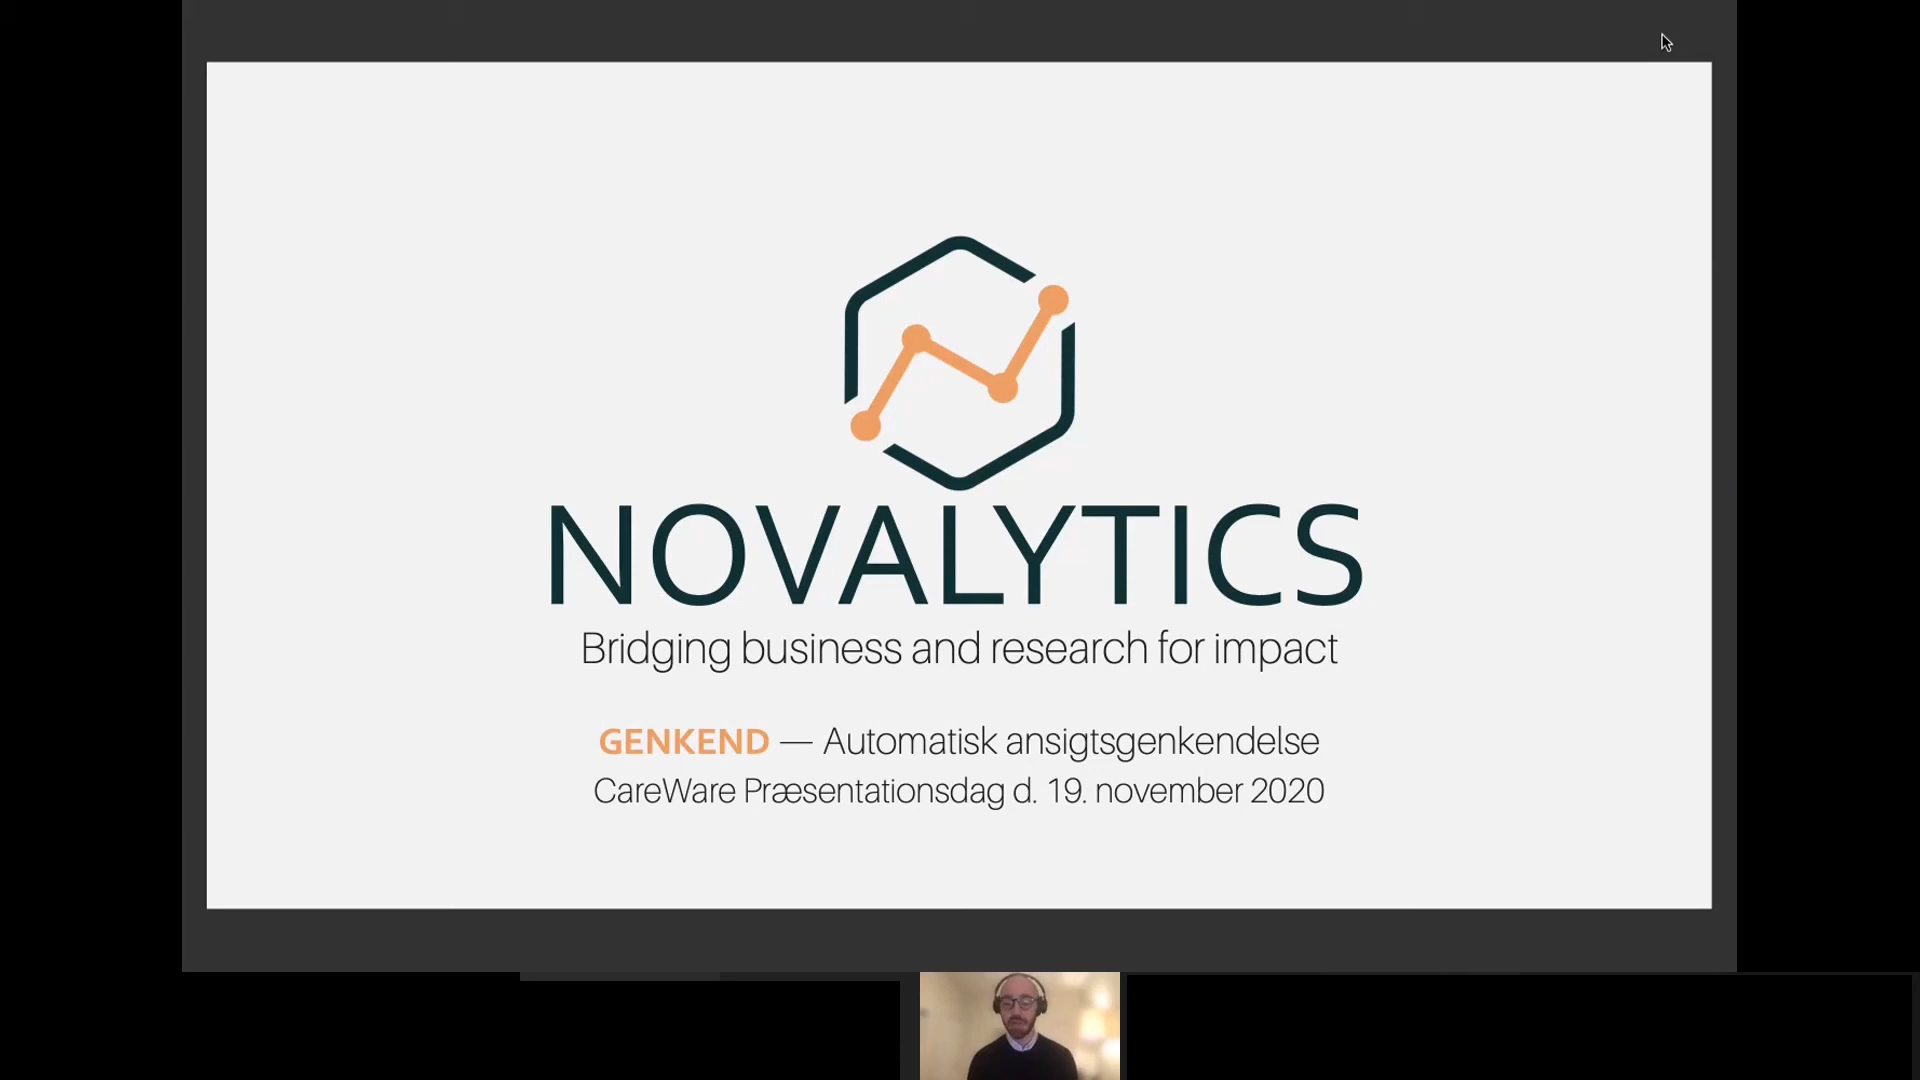 NOVALYTICS
Bridging business and research for impact
GENKEND — Automatisk ansigtsgenkendelse
CareWare Præsentationsdag d. 19. november 2020